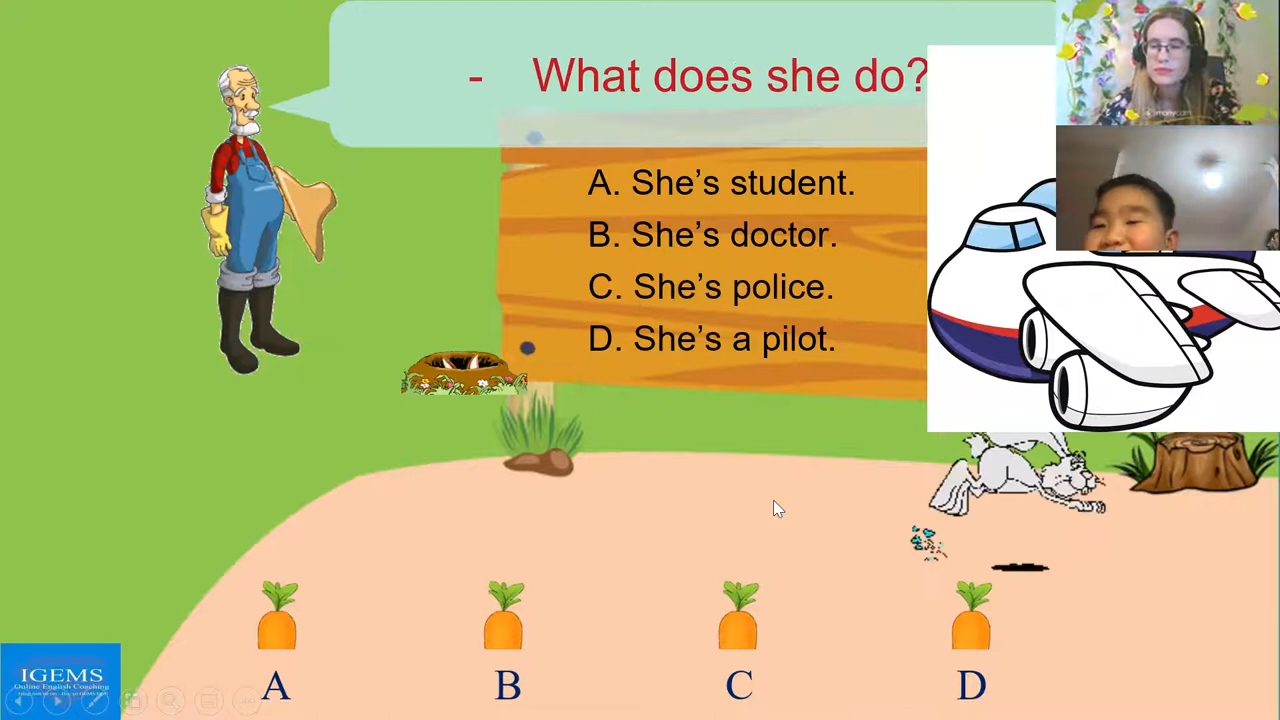 - What does she do?
A. She's student.
B. She's doctor.
C. She's police.
D. She's a pilot.
A B C D
IGEMS
Online English Coaching